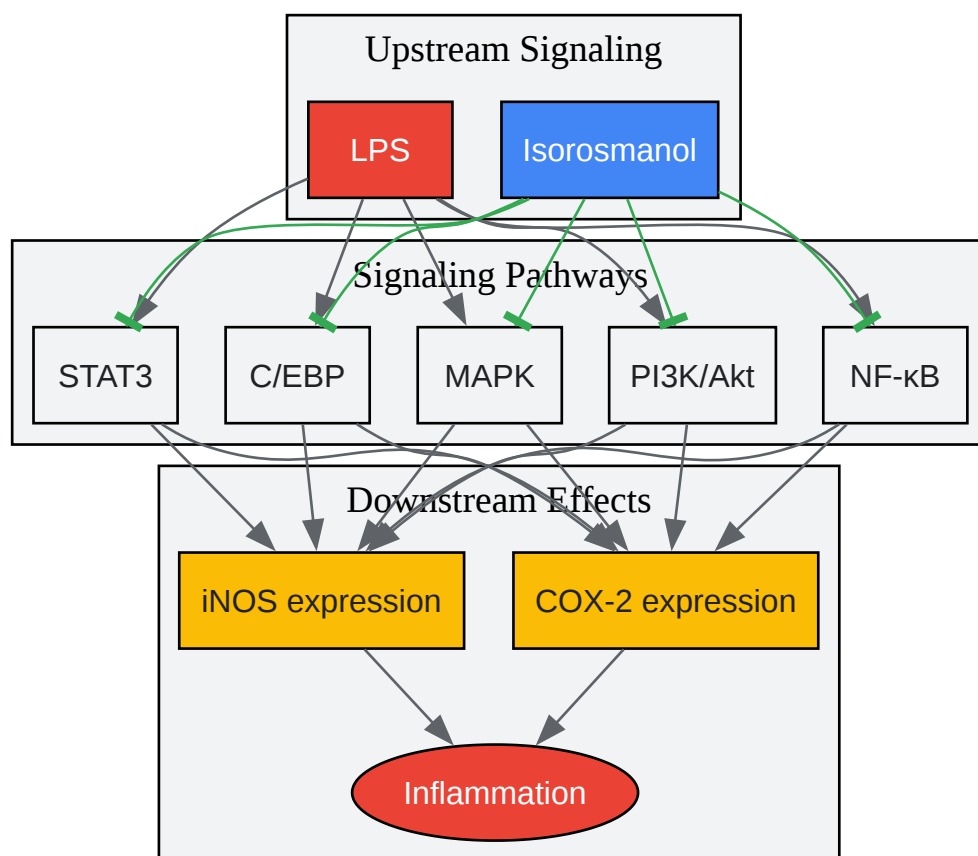 Upstream Signaling
LPS
Isorosmanol
Signaling Pathways
STAT3
C/EBP
MAPK
PI3K/Akt
NF-κB
Downstream Effects
iNOS expression
COX-2 expression
Inflammation